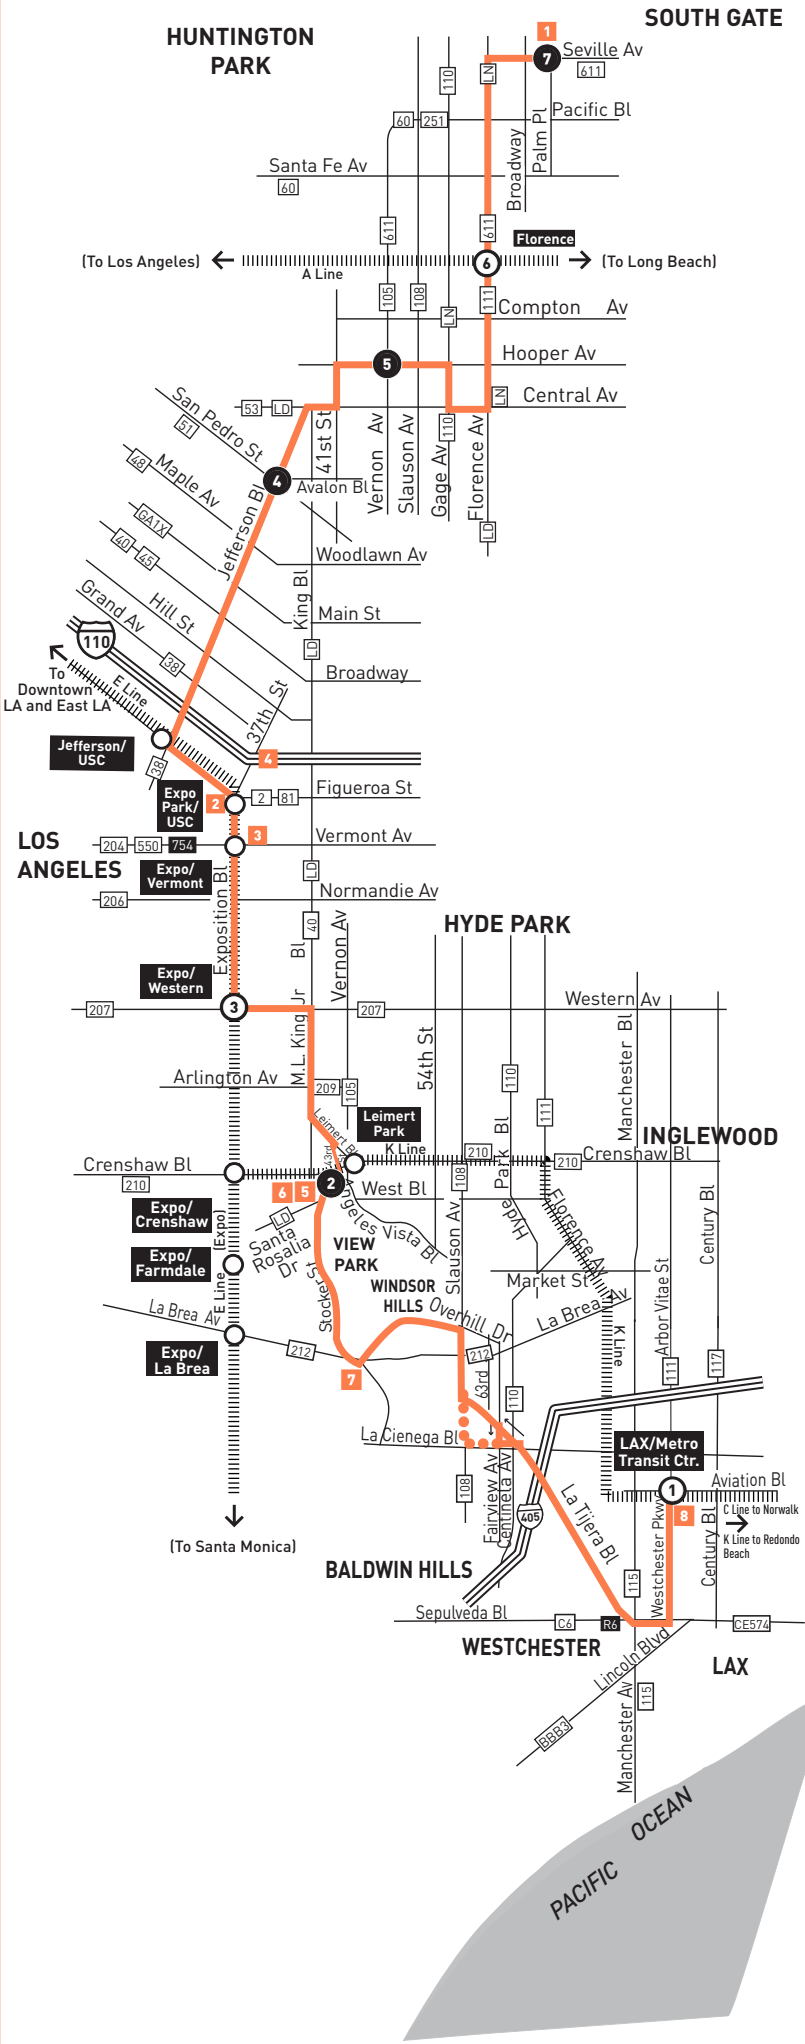 SOUTH GATE
HUNTINGTON
PARK
1
7
Seville Av
611
LN
110
Pacific Bl
60
251
Broadway
Palm Pl
Santa Fe Av
60
611
611
Florence
(To Los Angeles)
6
(To Long Beach)
A Line
105
108
111
LN
Compton Av
5
Hooper Av
San Pedro St
51
53
LD
LN
Central Av
41st St
Vernon Av
Slauson Av
110
Gage Av
Florence Av
LD
48
Maple Av
4
Avalon Bl
Jefferson Bl
GA1X
40
45
Woodlawn Av
King Bl
Grand Av
Hill St
Main St
110
38
LD
Broadway
To
Downtown
LA and East LA
E Line
37th St
Jefferson/
USC
38
4
Expo
Park/
USC
2
2
81
Figueroa St
LOS
ANGELES
204
550
754
3
Vermont Av
Expo/
Vermont
Exposition Bl
LD
206
Normandie Av
40
Vernon Av
HYDE PARK
Expo/
Western
M.L. King Jr Bl
207
3
207
Western Av
54th St
Manchester Bl
Arlington Av
209
105
110
111
Leimert Bl
Leimert
Park
K Line
210
INGLEWOOD
Crenshaw Bl
210
43rd
210
Crenshaw Bl
108
Park Bl
Hyde
6
5
2
West Bl
Expo/
Crenshaw
(Expo)
LD
Angeles
Vista Bl
Santa
Rosalia
Dr
VIEW
PARK
Slauson Av
Florence Av
Century Bl
Expo/
Farmdale
E Line
Stocker St
WINDSOR
HILLS
Market St
Arbor Vitae St
La Brea Av
Overhill Dr
La Brea Av
K Line
Expo/
La Brea
212
212
63rd
111
117
7
110
La Cienega Bl
LAX/Metro
Transit Ctr.
108
Fairview Av
Centinela Av
1
Aviation Bl
(To Santa Monica)
405
La Tijera Bl
8
C Line to Norwalk
K Line to Redondo
Beach
Westchester Pkwy
Century Bl
BALDWIN HILLS
115
Sepulveda Bl
C6
R6
CE574
WESTCHESTER
Lincoln Blvd
LAX
115
Manchester Av
BBB3
PACIFIC OCEAN